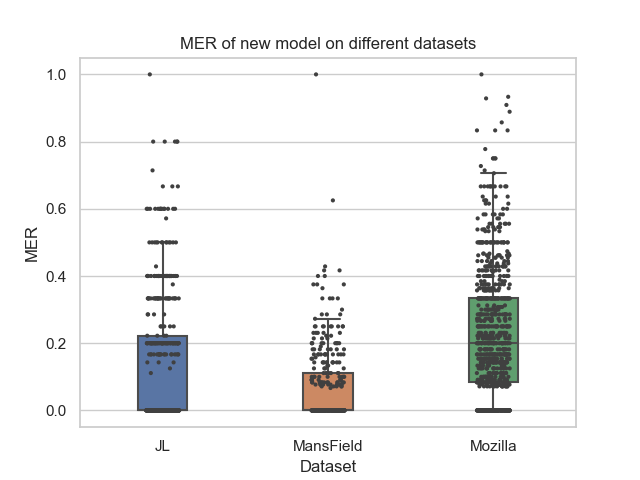 MER of new model on different datasets
1.0
0.8
0.6
0.4
0.2
0.0
MER
JL MansField Mozilla
Dataset